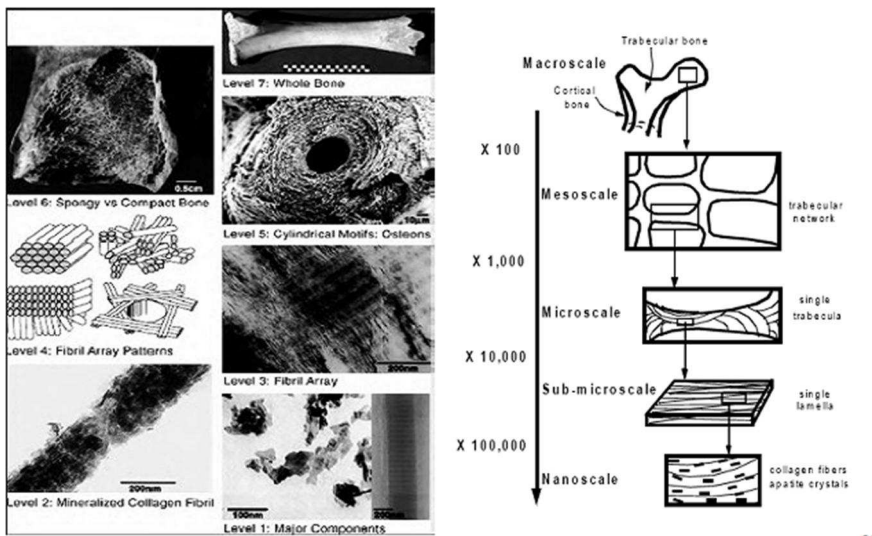 Level 7: Whole Bone
0.5cm
Level 6: Spongy vs Compact Bone
10μm
Level 5: Cylindrical Motifs: Osteons
Level 4: Fibril Array Patterns
200nm
Level 3: Fibril Array
200nm
Level 2: Mineralized Colllagen Fibril
100nm
200nm
Level 1: Major Components
Trabecular bone
Macroscale
Cortical
bone
X 100
Mesoscale
trabecular
network
X 1,000
Microscale
single
trabecula
X 10,000
Sub-microscale
single
lamella
X 100,000
Nanoscale
collagen fibers
apatite crystals